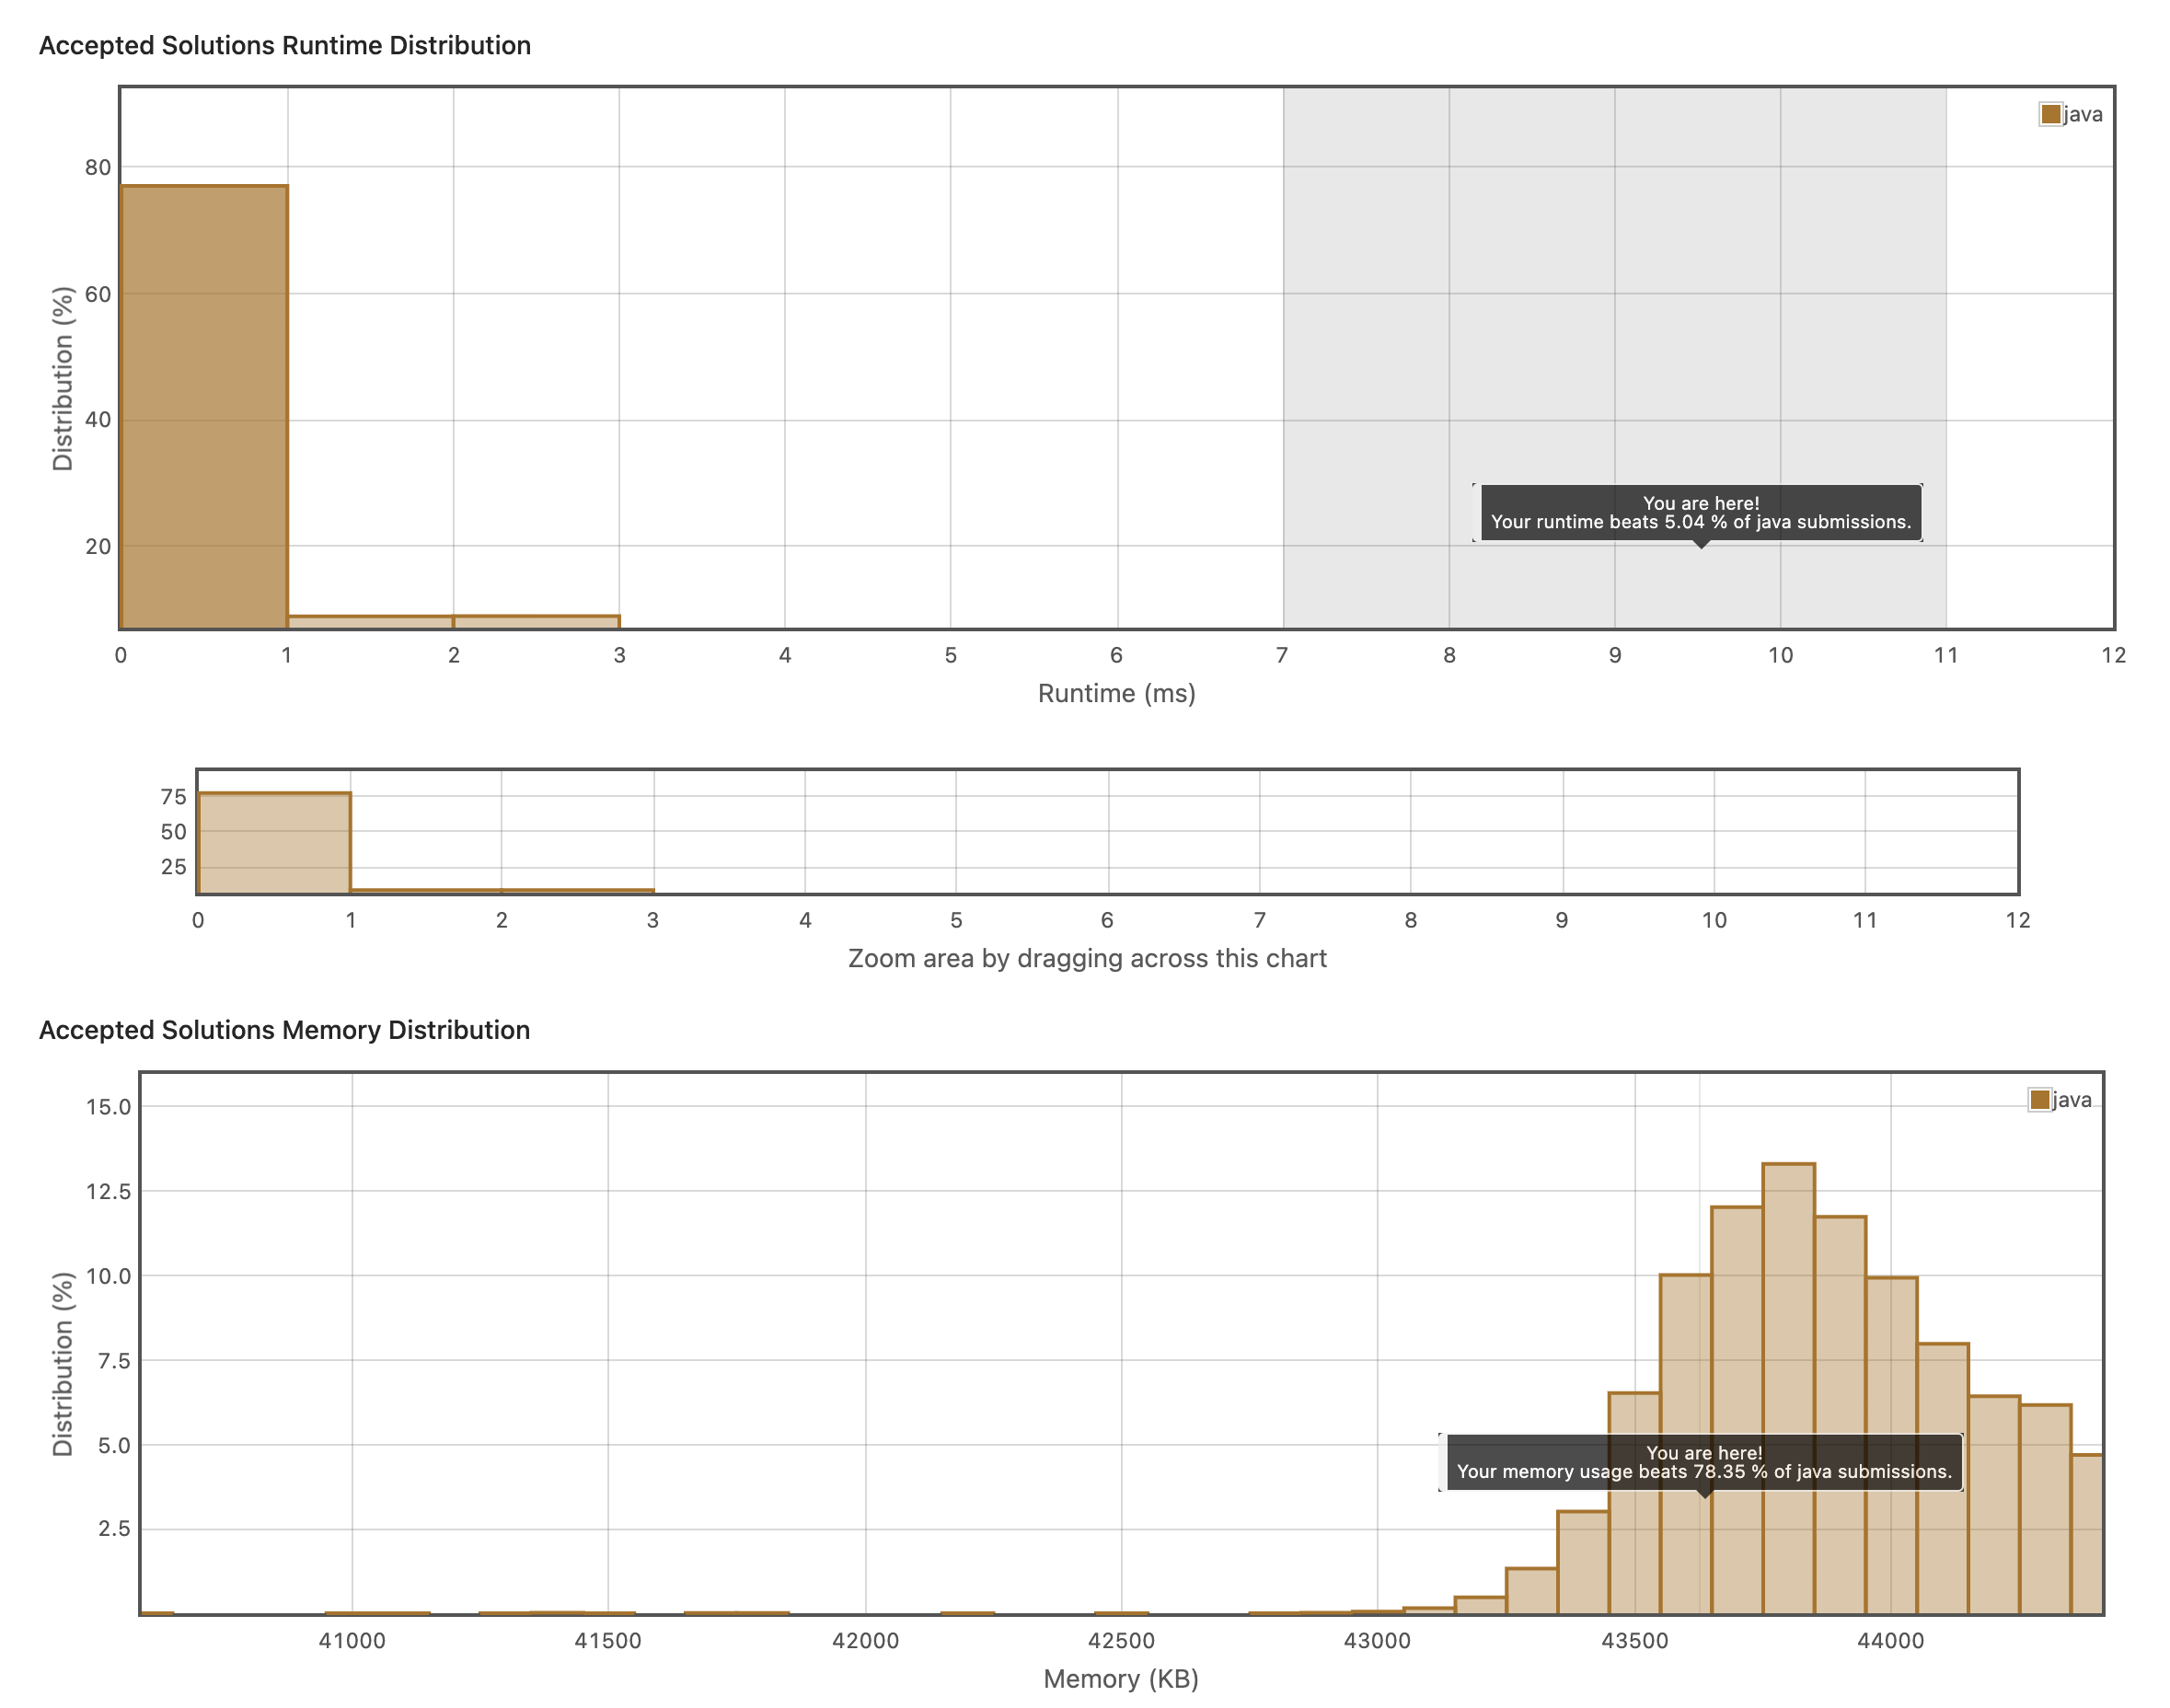 Accepted Solutions Runtime Distribution
java
80
60
40
20
Distribution (%)
You are here!
Your runtime beats 5.04 % of java submissions.
0 1 2 3 4 5 6 7 8 9 10 11 12
Runtime (ms)
75
50
25
0 1 2 3 4 5 6 7 8 9 10 11 12
Zoom area by dragging across this chart
Accepted Solutions Memory Distribution
java
15.0
12.5
10.0
7.5
5.0
2.5
Distribution (%)
You are here!
Your memory usage beats 78.35 % of java submissions.
41000 41500 42000 42500 43000 43500 44000
Memory (KB)